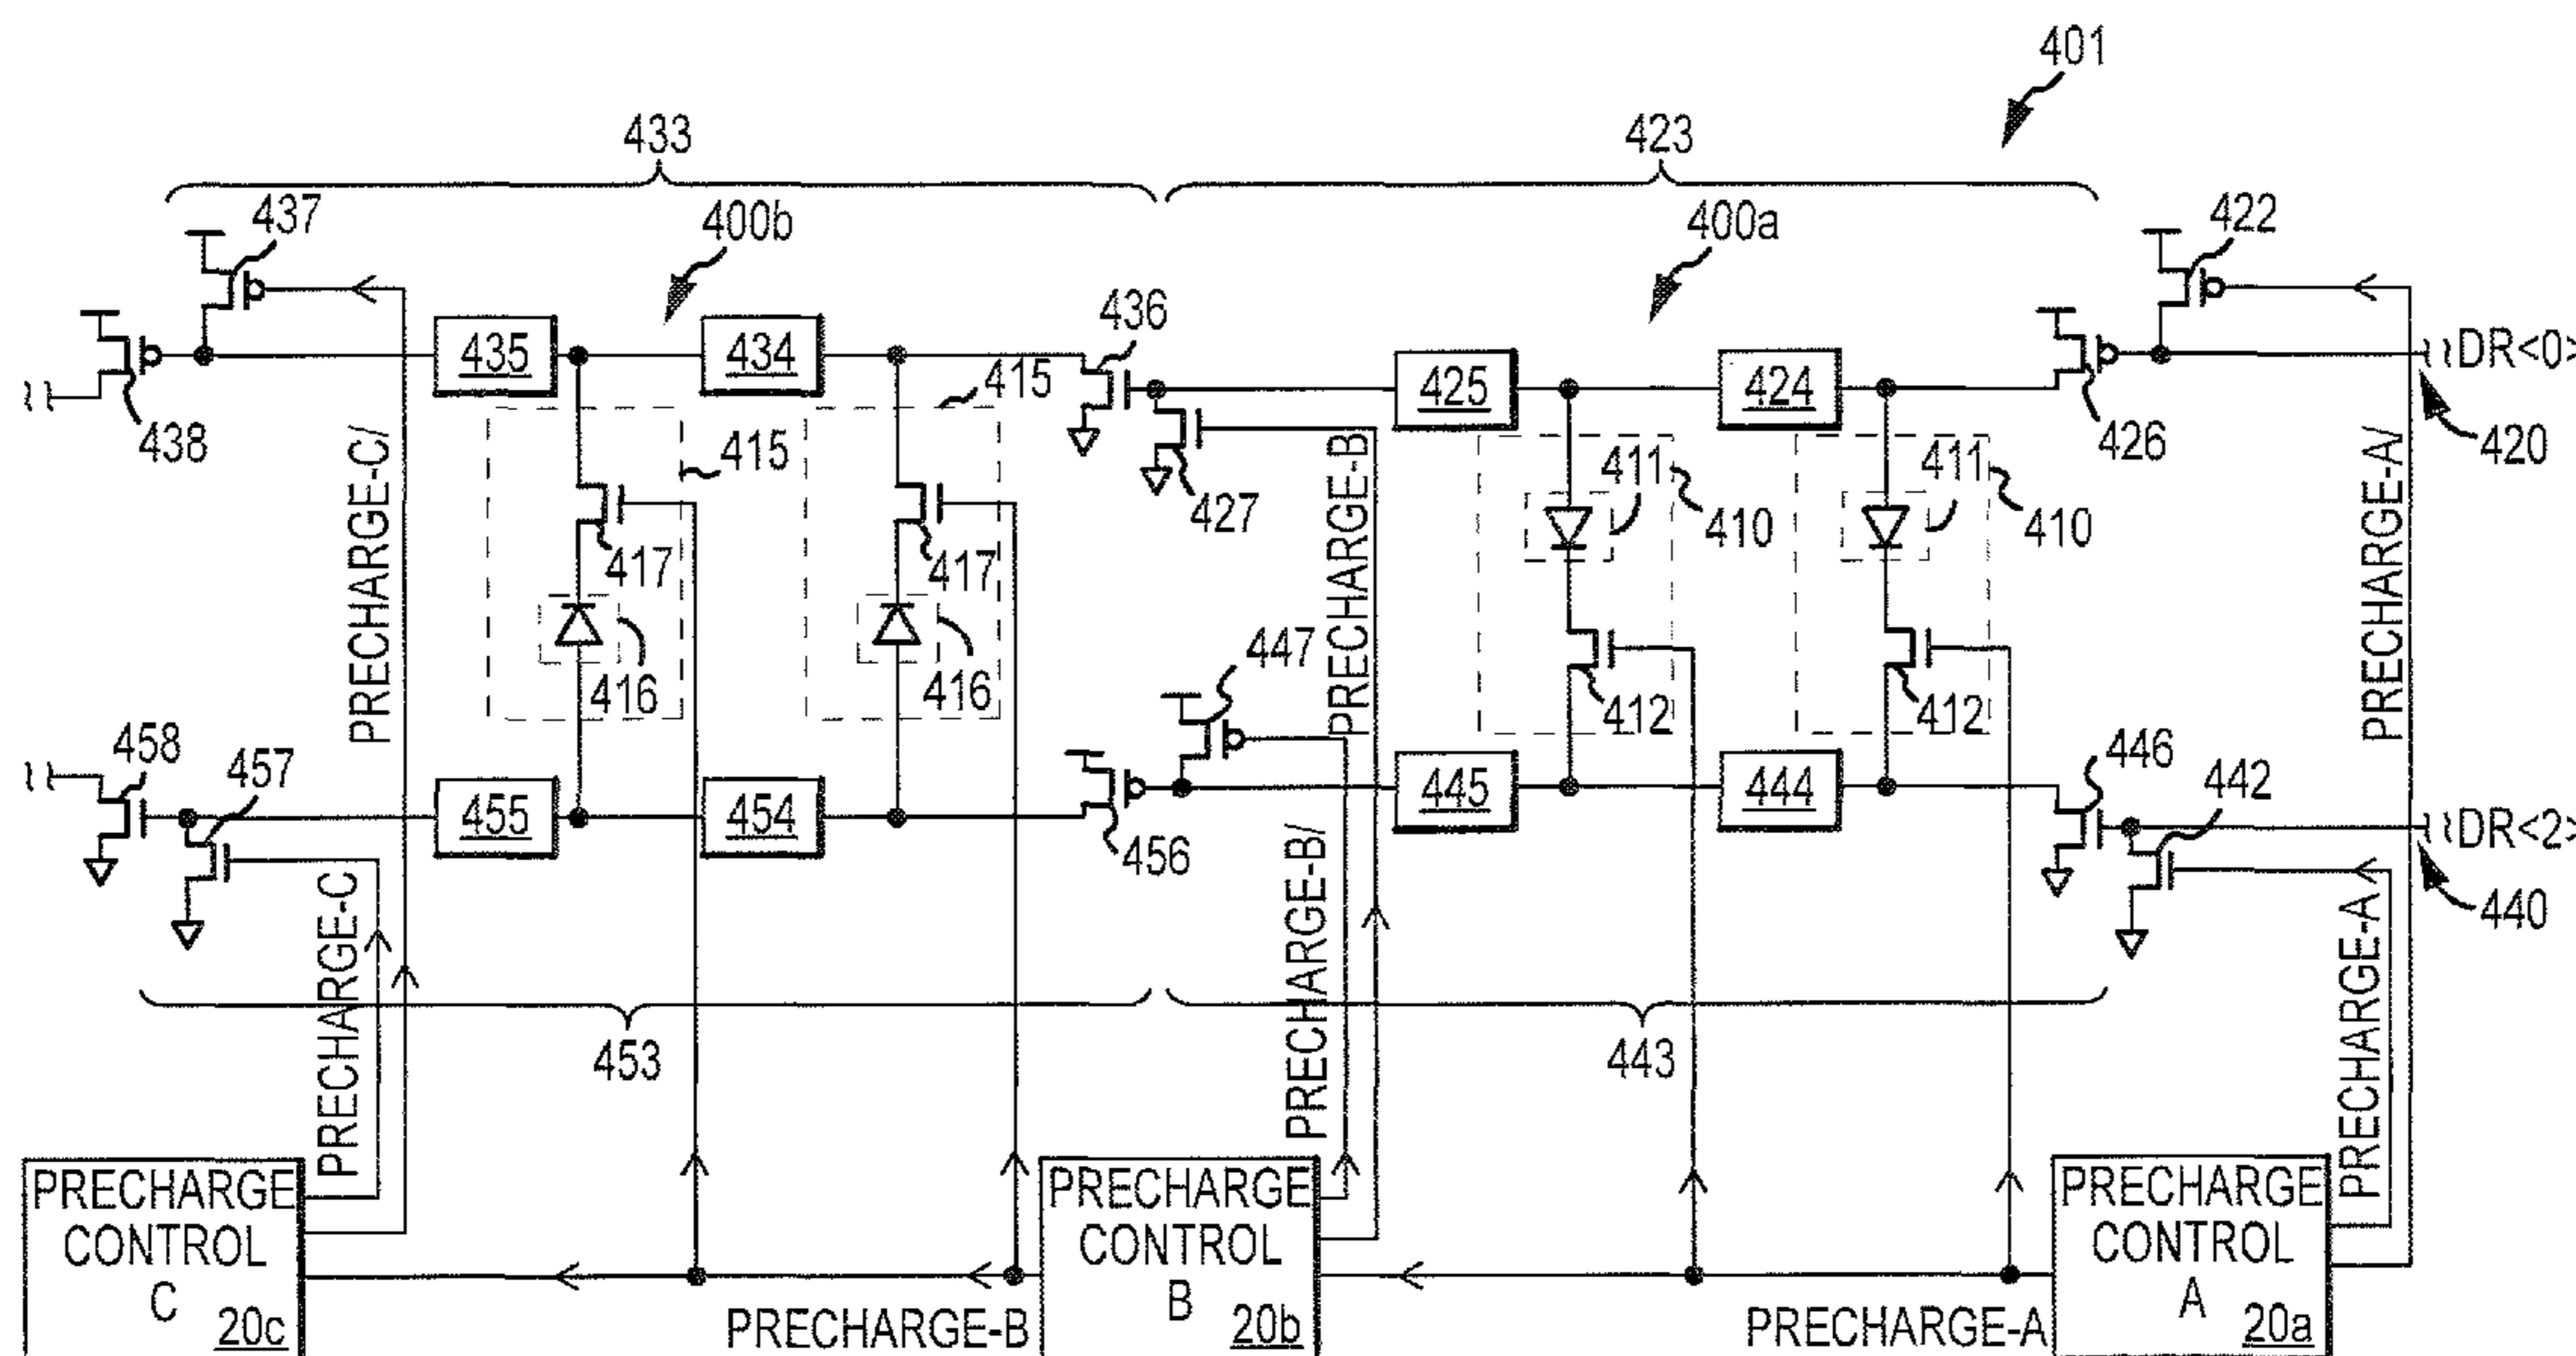 401
433
423
437
400b
400a
422
436
435
434
415
425
424
DR<0>
438
426
420
415
427
411
410
411
410
PRECHARGE-C/
PRECHARGE-B
PRECHARGE-A/
417
417
416
416
447
412
412
458
457
446
442
455
454
456
445
444
DR<2>
440
PRECHARGE-C
PRECHARGE-B/
PRECHARGE-A
453
443
PRECHARGE
CONTROL
C
20c
PRECHARGE-B
PRECHARGE
CONTROL
B
20b
PRECHARGE-A
PRECHARGE
CONTROL
A
20a